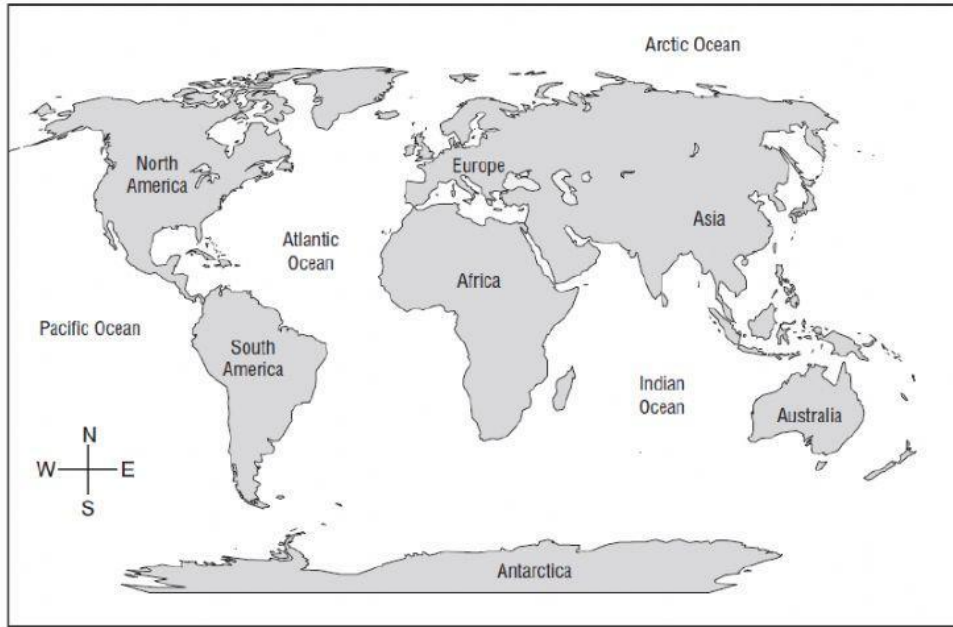 Arctic Ocean
North
America
Europe
Asia
Atlantic
Ocean
Africa
Pacific Ocean
South
America
Indian
Ocean
Australia
N
W E
S
Antarctica